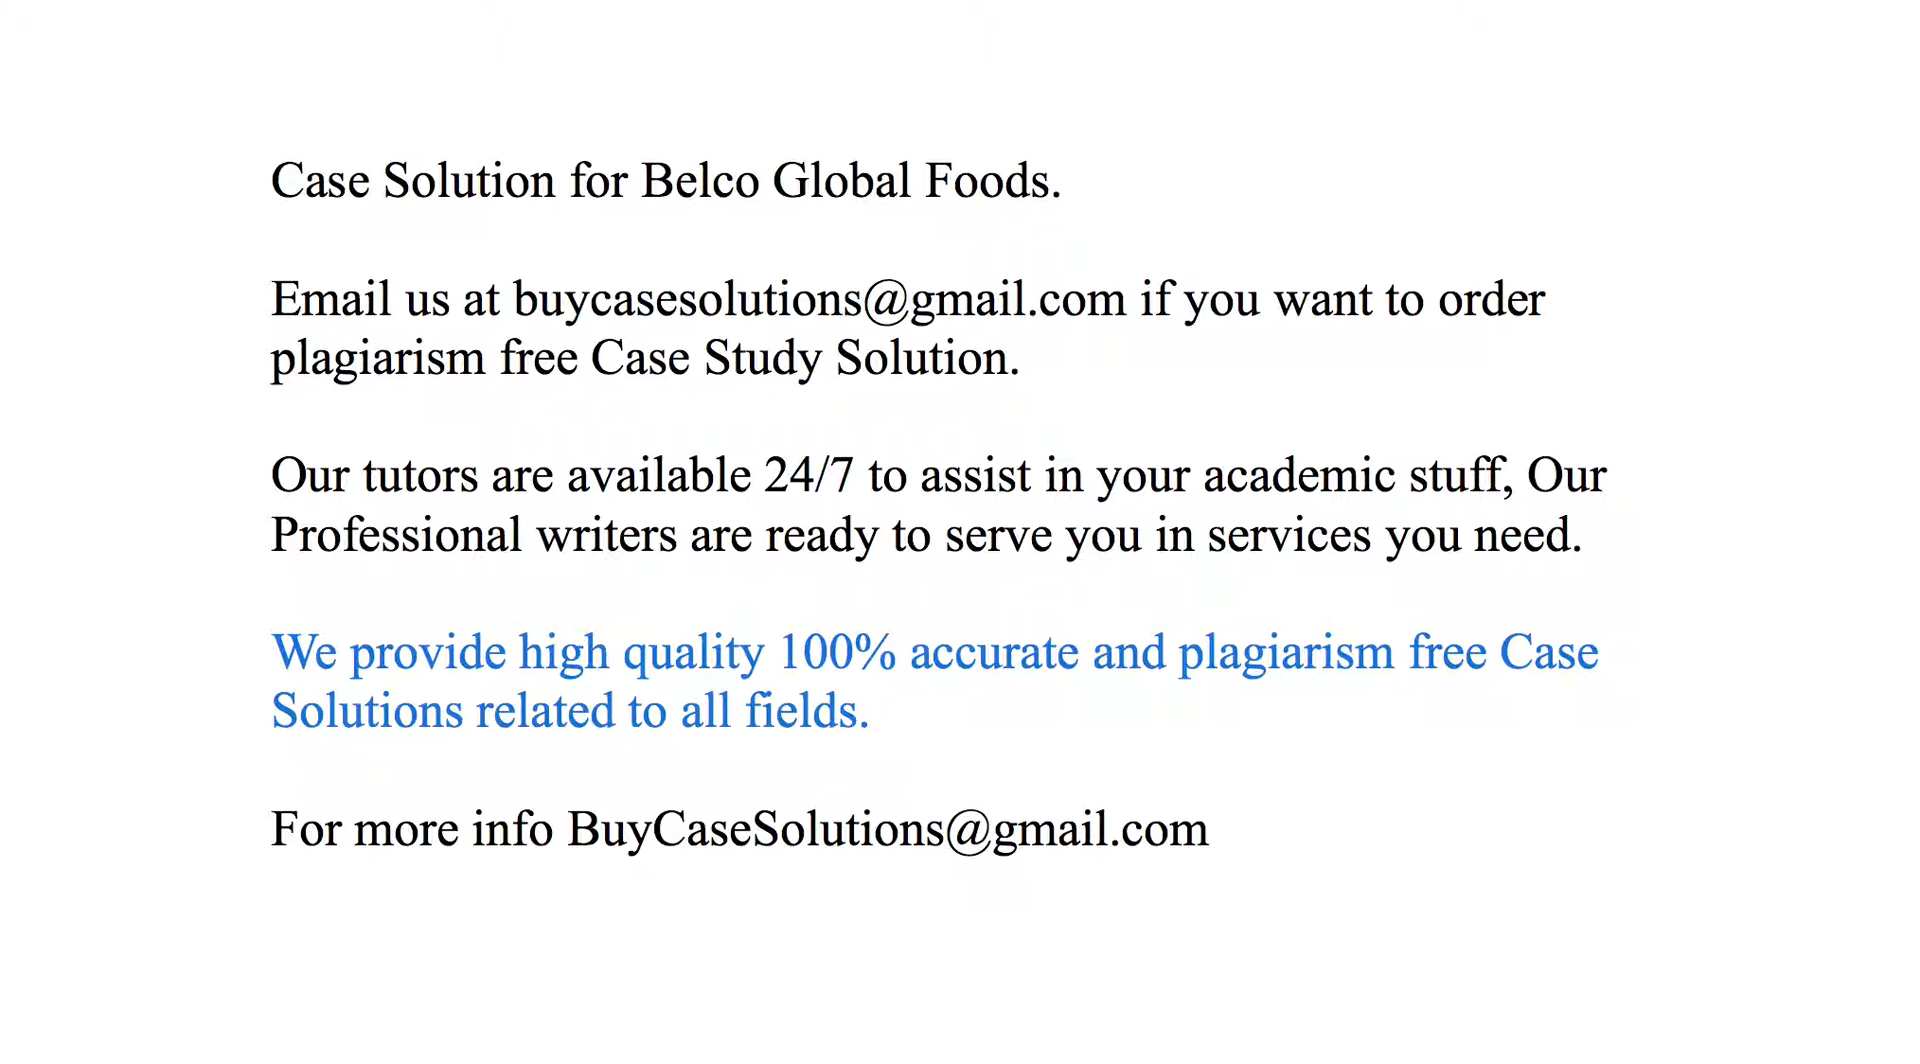 Case Solution for Belco Global Foods.
Email us at buycasesolutions@gmail.com if you want to order
plagiarism free Case Study Solution.
Our tutors are available 24/7 to assist in your academic stuff, Our
Professional writers are ready to serve you in services you need.
We provide high quality 100% accurate and plagiarism free Case
Solutions related to all fields.
For more info BuyCaseSolutions@gmail.com